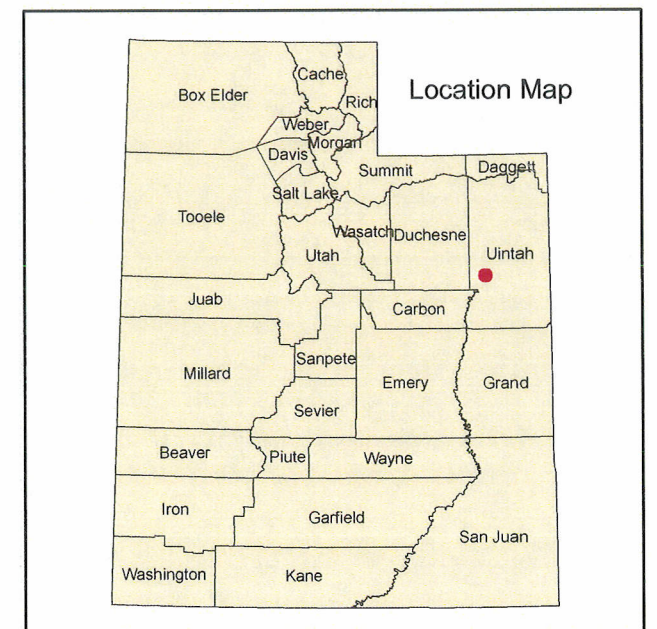 Cache
Location Map
Box Elder
Rich
Weber
Morgan
Davis
Summit
Daggett
Salt Lake
Tooele
Wasatch
Duchesne
Utah
Uintah
Juab
Carbon
Sanpete
Millard
Emery
Grand
Sevier
Beaver
Piute
Wayne
Iron
Garfield
San Juan
Washington
Kane